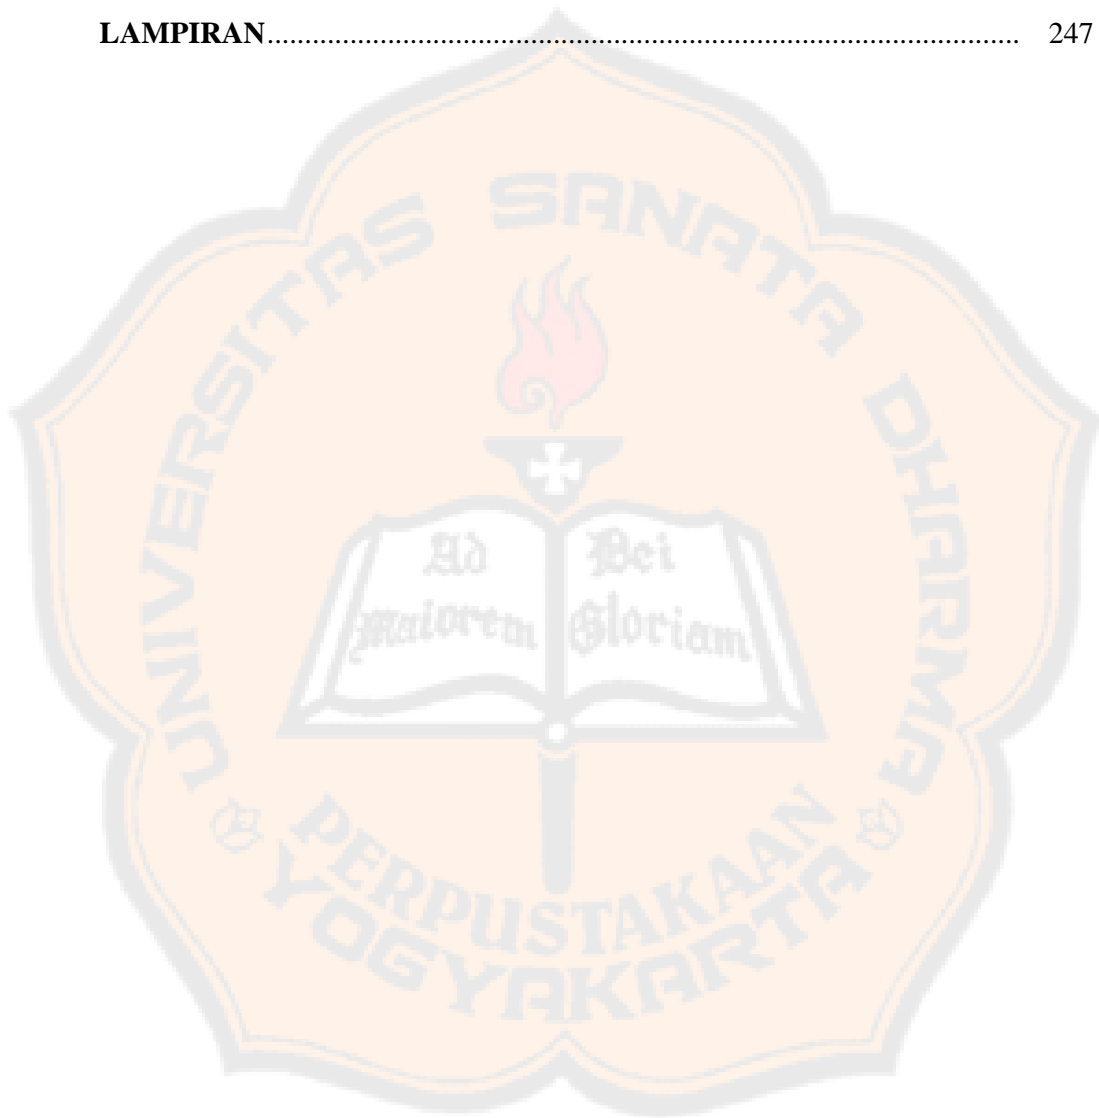 LAMPIRAN.................................................................................................... 247
UNIVERSITAS SANATA DHARMA
Ad Dei
Maiorem Gloriam
PERPUSTAKAAN
YOGYAKARTA